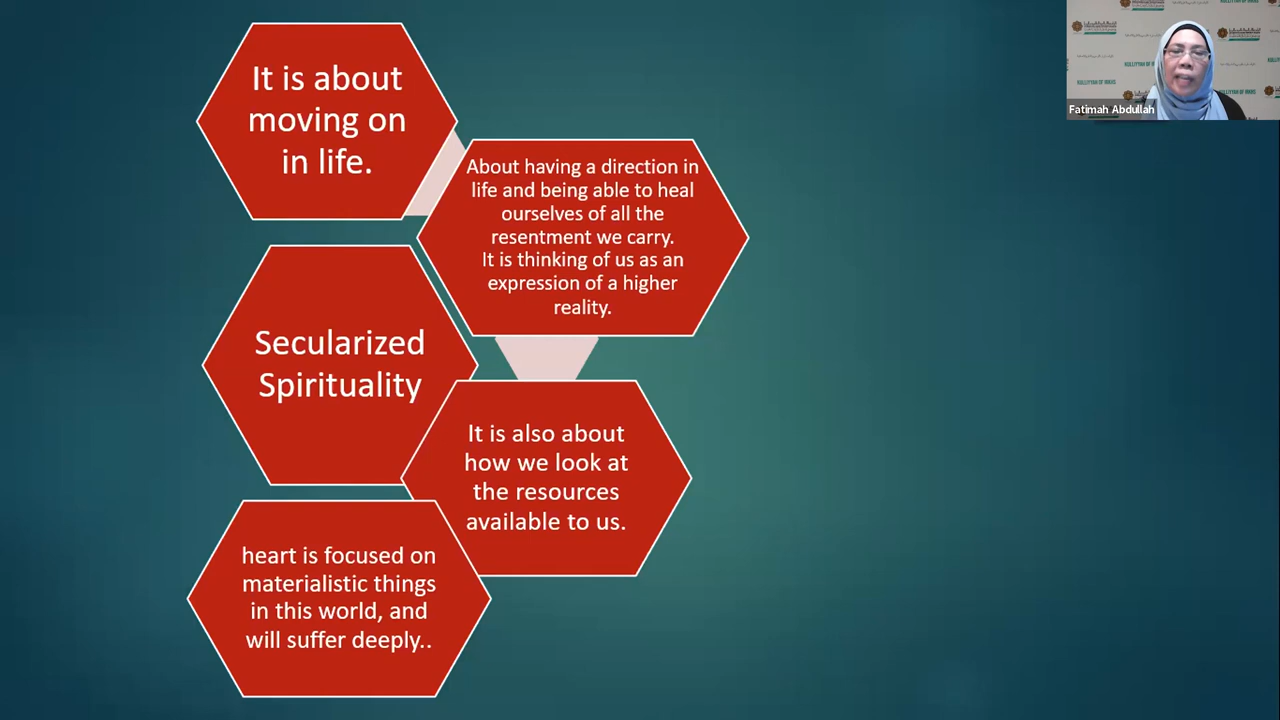 It is about
moving on
in life.
About having a direction in
life and being able to heal
ourselves of all the
resentment we carry.
It is thinking of us as an
expression of a higher
reality.
Secularized
Spirituality
It is also about
how we look at
the resources
available to us.
heart is focused on
materialistic things
in this world, and
will suffer deeply..
Fatimah Abdullah
KULLIYYAH OF IRKHS